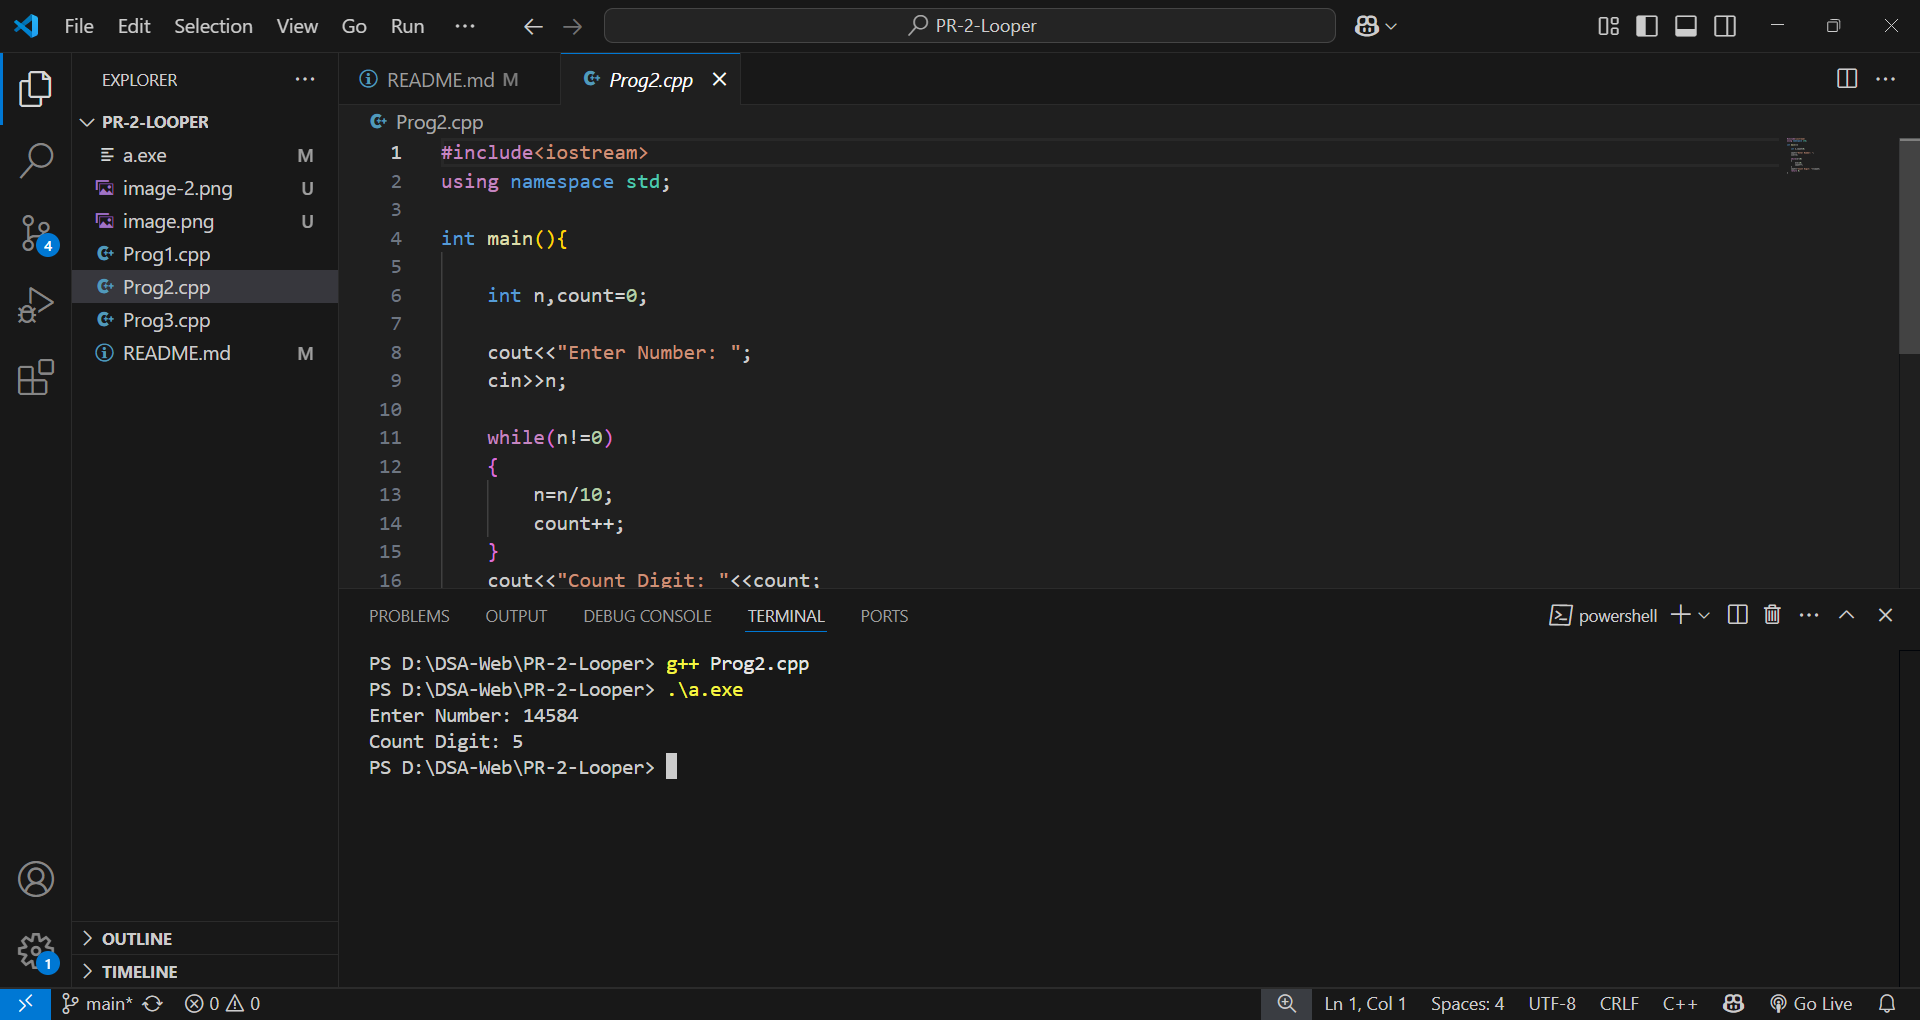 File Edit Selection View Go Run ··· PR-2-Looper
EXPLORER ···
PR-2-LOOPER
a.exe M
image-2.png U
image.png U
Prog1.cpp
Prog2.cpp
Prog3.cpp
README.md M
4
OUTLINE
TIMELINE
1
README.md M Prog2.cpp
Prog2.cpp
1 #include<iostream>
2 using namespace std;
3
4 int main(){
5
6 int n,count=0;
7
8 cout<<"Enter Number: ";
9 cin>>n;
10
11 while(n!=0)
12 {
13 n=n/10;
14 count++;
15 }
16 cout<<"Count Digit: "<<count;
PROBLEMS OUTPUT DEBUG CONSOLE TERMINAL PORTS powershell
PS D:\DSA-Web\PR-2-Looper> g++ Prog2.cpp
PS D:\DSA-Web\PR-2-Looper> .\a.exe
Enter Number: 14584
Count Digit: 5
PS D:\DSA-Web\PR-2-Looper>
main* 0 0 Ln 1, Col 1 Spaces: 4 UTF-8 CRLF C++ Go Live